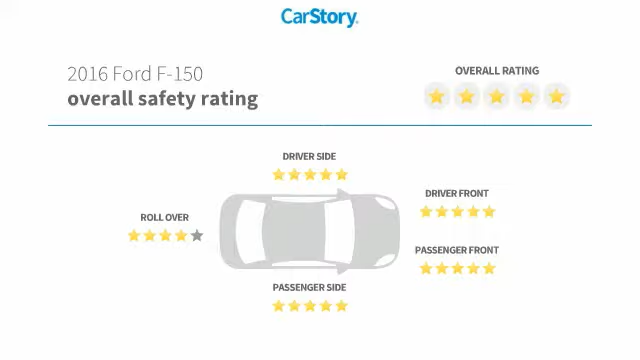 CarStory.
2016 Ford F-150
overall safety rating
OVERALL RATING
DRIVER SIDE
DRIVER FRONT
ROLL OVER
PASSENGER FRONT
PASSENGER SIDE